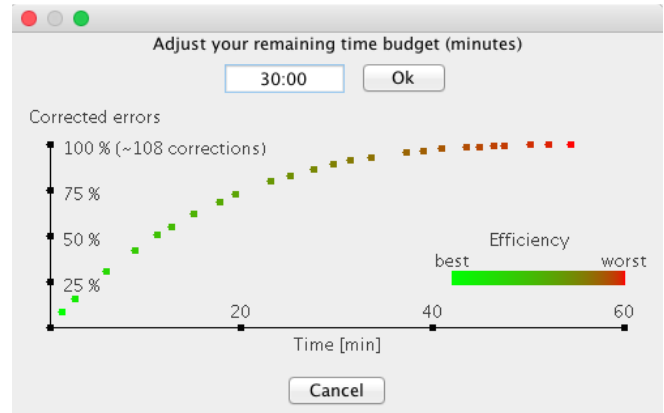 Adjust your remaining time budget (minutes)
30:00 Ok
Corrected errors
100 % (~108 corrections)
75 %
50 %
25 %
Efficiency
best worst
20 40 60
Time [min]
Cancel